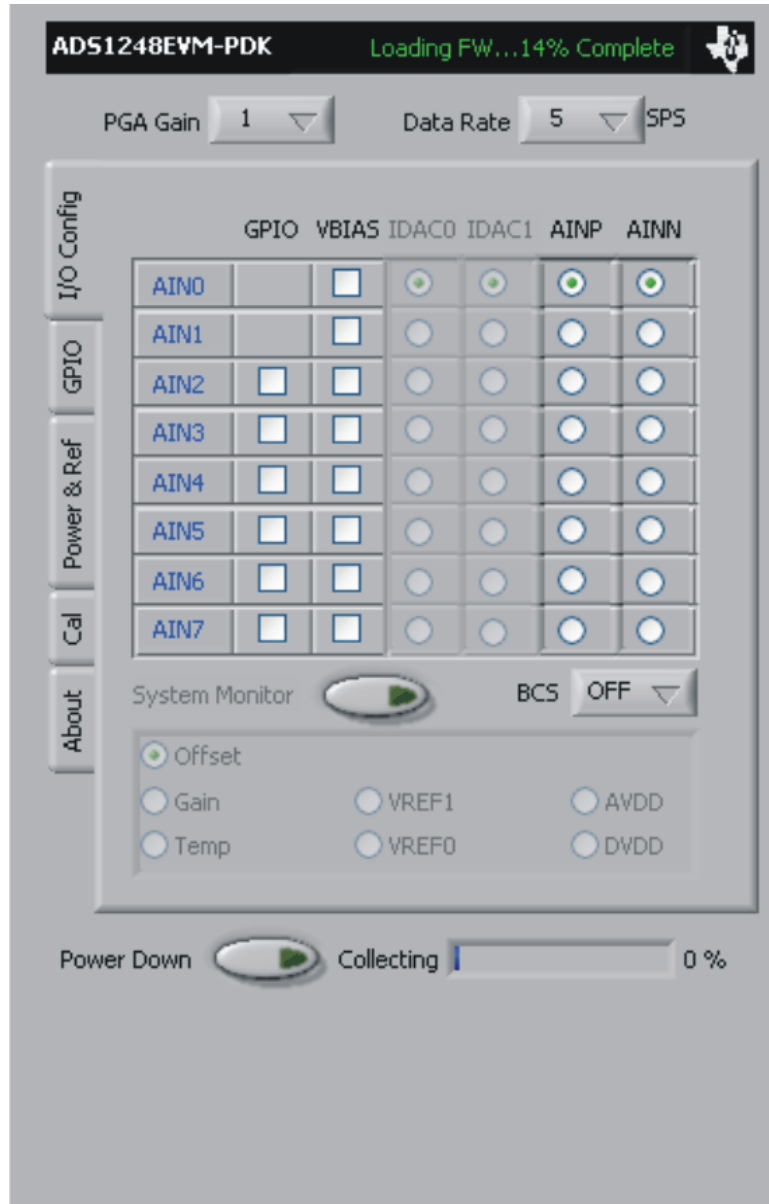 ADS1248EVM-PDK Loading FW...14% Complete
PGA Gain 1 Data Rate 5 SPS
I/O Config
GPIO
Power & Ref
Cal
About
GPIO VBIAS IDAC0 IDAC1 AINP AINN
AIN0
AIN1
AIN2
AIN3
AIN4
AIN5
AIN6
AIN7
System Monitor BCS OFF
Offset
Gain VREF1 AVDD
Temp VREF0 DVDD
Power Down Collecting 0 %